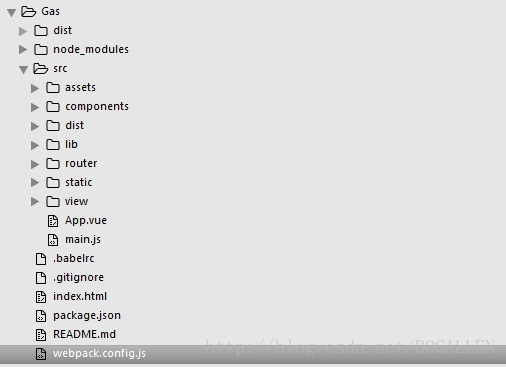 Gas
dist
node_modules
src
assets
components
dist
lib
router
static
view
App.vue
main.js
.babelrc
.gitignore
index.html
package.json
README.md
webpack.config.js
http://blog.csdn.net/DOCALLEN